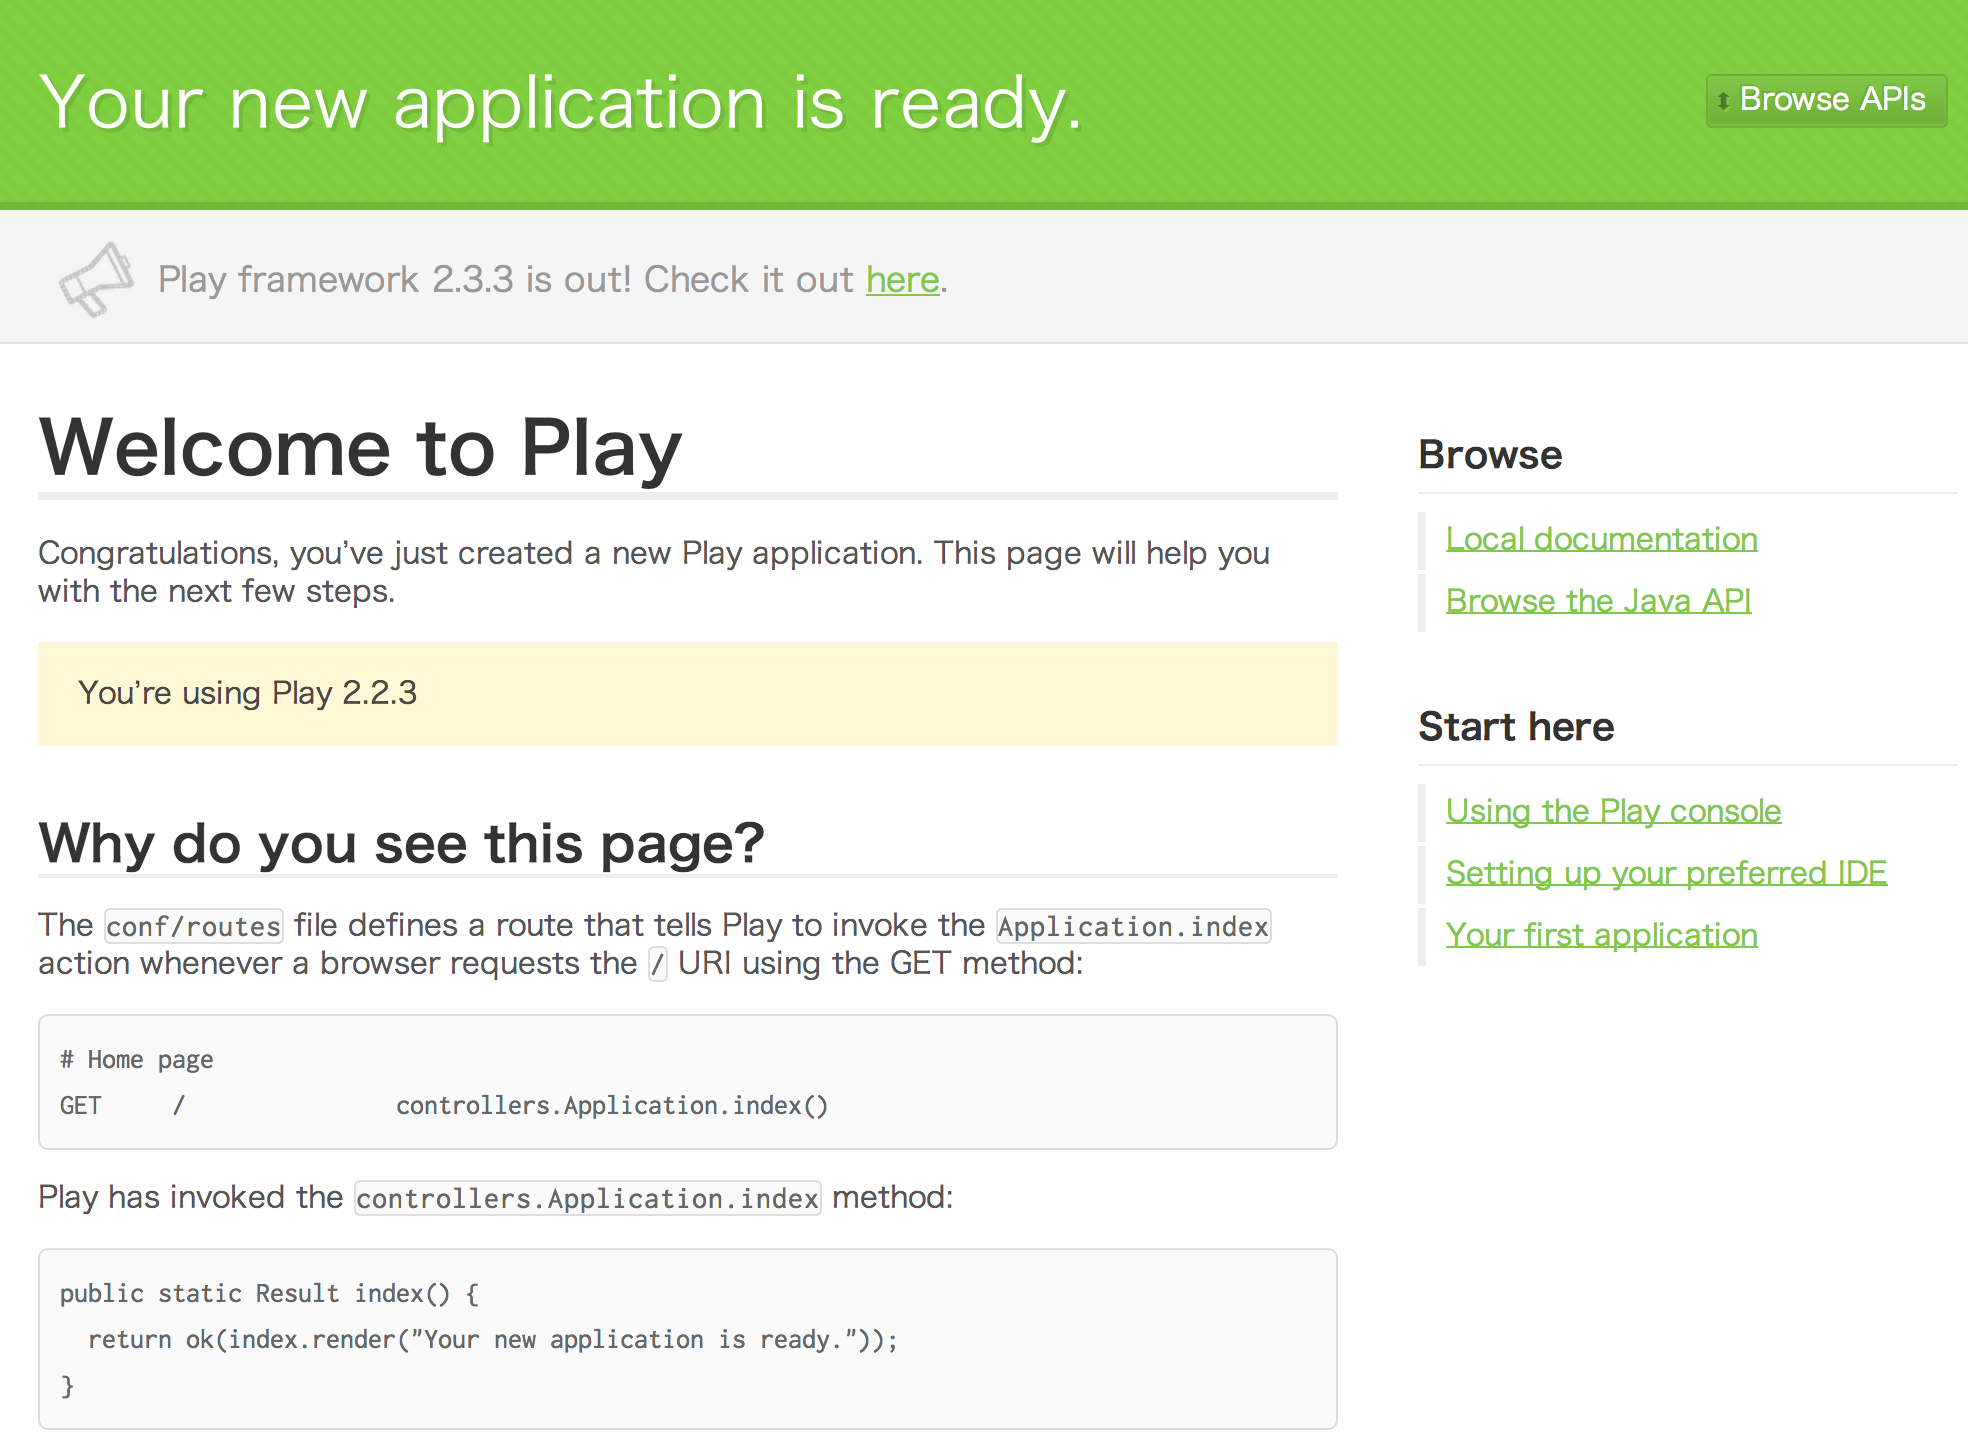 Your new application is ready.
Browse APIs
Play framework 2.3.3 is out! Check it out here.
Welcome to Play
Congratulations, you’ve just created a new Play application. This page will help you
with the next few steps.
You’re using Play 2.2.3
Why do you see this page?
The conf/routes file defines a route that tells Play to invoke the Application.index
action whenever a browser requests the / URI using the GET method:
# Home page
GET     /               controllers.Application.index()
Play has invoked the controllers.Application.index method:
public static Result index() {
  return ok(index.render("Your new application is ready."));
}
Browse
Local documentation
Browse the Java API
Start here
Using the Play console
Setting up your preferred IDE
Your first application